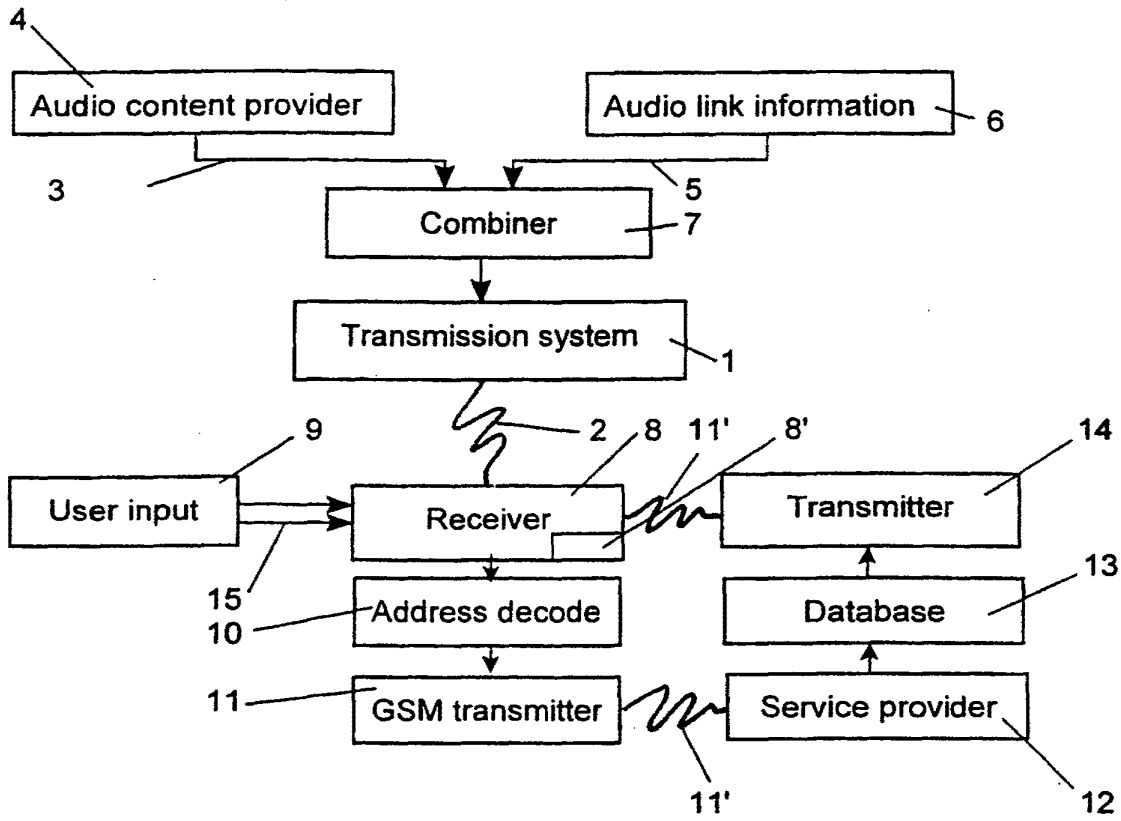 4
Audio content provider
Audio link information
6
3
5
Combiner
7
Transmission system
1
9
2
8
11'
8'
14
User input
Receiver
Transmitter
15
13
10
Address decode
Database
11
GSM transmitter
Service provider
11'
12